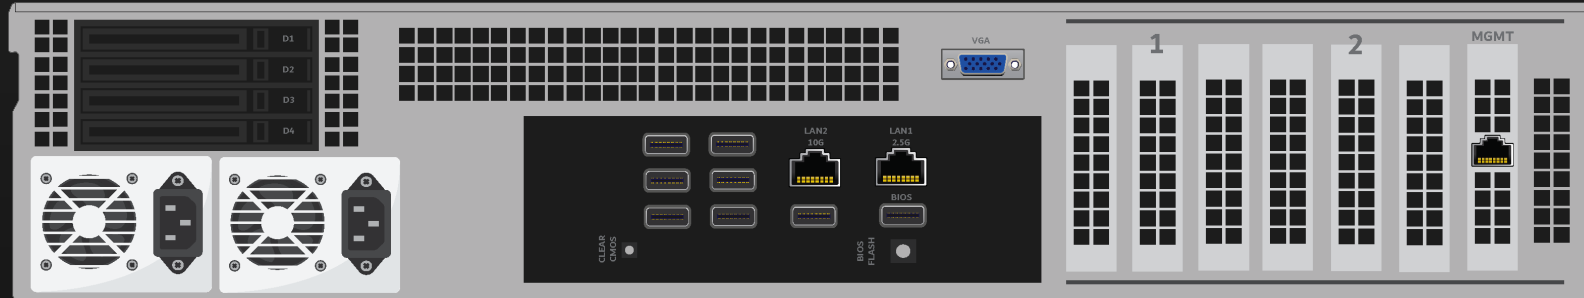 D1
D2
D3
D4
VGA
1
2
MGMT
LAN2
10G
LAN1
2.5G
BIOS
CLEAR
CMOS
BIOS
FLASH